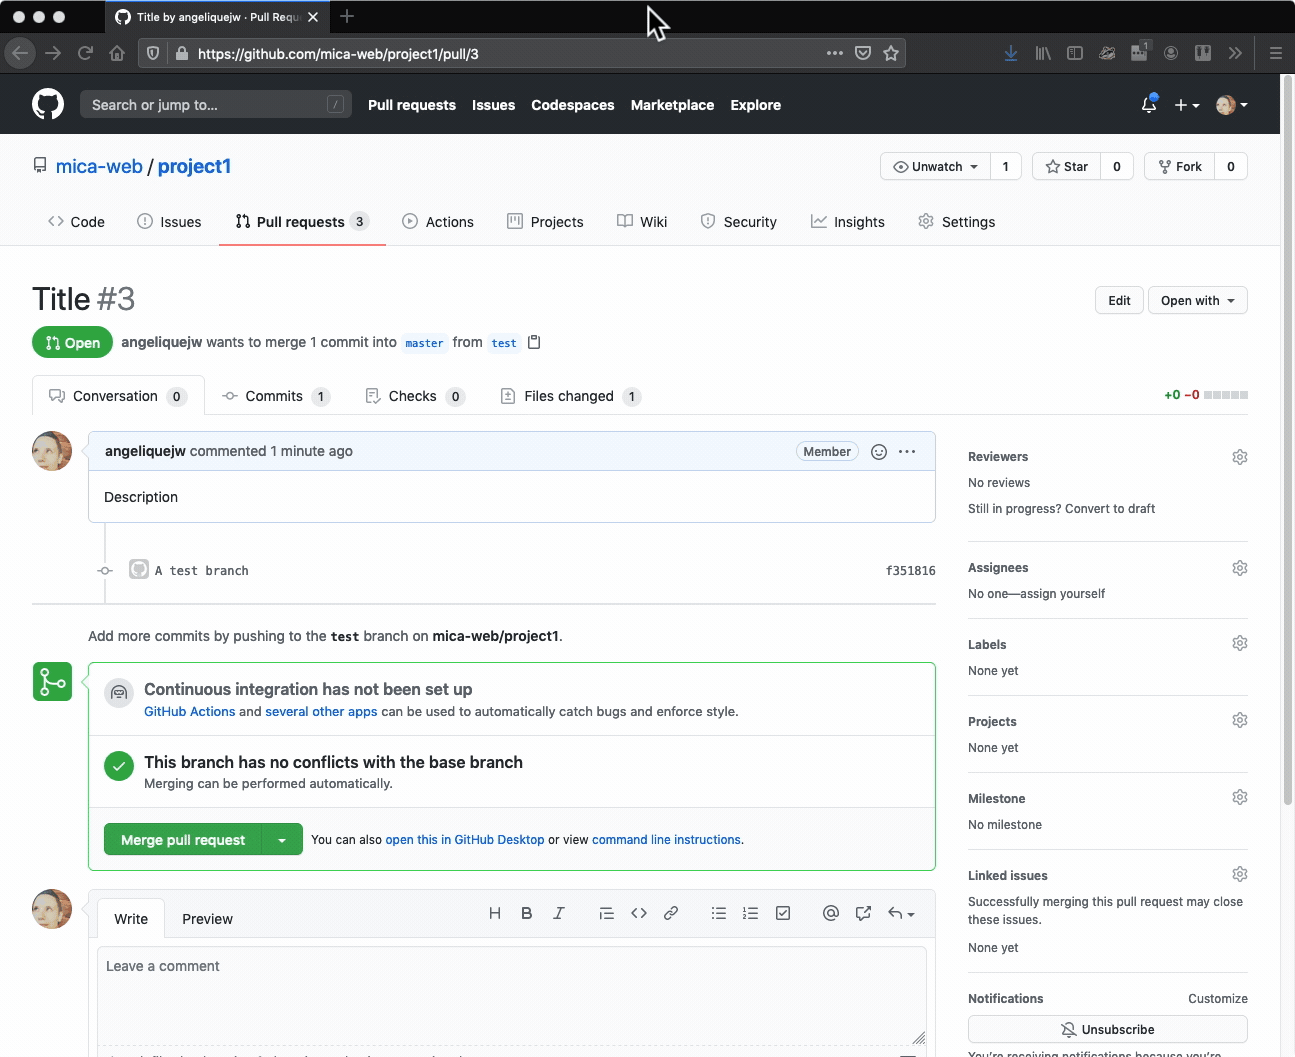 Title by angeliquejw · Pull Requ
https://github.com/mica-web/project1/pull/3
1
Search or jump to… /
Pull requests Issues Codespaces Marketplace Explore
mica-web / project1
Unwatch 1 Star 0 Fork 0
Code Issues Pull requests 3 Actions Projects Wiki Security Insights Settings
Title #3
Edit Open with
Open angeliquejw wants to merge 1 commit into master from test
Conversation 0 Commits 1 Checks 0 Files changed 1
+0 −0
angeliquejw commented 1 minute ago Member
Description
A test branch f351816
Add more commits by pushing to the test branch on mica-web/project1.
Continuous integration has not been set up
GitHub Actions and several other apps can be used to automatically catch bugs and enforce style.
This branch has no conflicts with the base branch
Merging can be performed automatically.
Merge pull request You can also open this in GitHub Desktop or view command line instructions.
Write Preview
Leave a comment
Reviewers
No reviews
Still in progress? Convert to draft
Assignees
No one—assign yourself
Labels
None yet
Projects
None yet
Milestone
No milestone
Linked issues
Successfully merging this pull request may close
these issues.
None yet
Notifications Customize
Unsubscribe
You're receiving notifications because you're